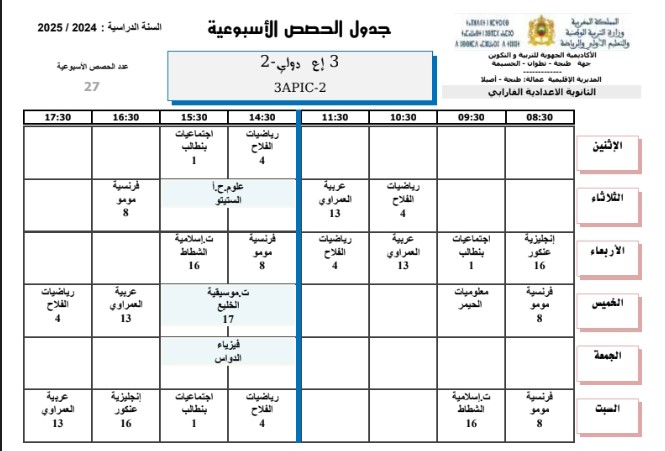 المملكة المغربية
وزارة التربية الوطنية
والتعليم الأولي والرياضة
الأكاديمية الجهوية للتربية و التكوين
جهة طنجة - تطوان - الحسيمة
المديرية الإقليمية عمالة: طنجة - أصيلا
الثانوية الاعدادية الفارابي
جدول الحصص الأسبوعية
السنة الدراسية : 2024 / 2025
3 إع دولي-2
3APIC-2
عدد الحصص الأسبوعية
27
08:30 09:30 10:30 11:30 14:30 15:30 16:30 17:30
الإثنين
رياضيات
الفلاح
4
اجتماعيات
بنطالب
1
الثلاثاء
رياضيات
الفلاح
4
عربية
العمراوي
13
علوم.ح.أ
الستيتو
فرنسية
مومو
8
الأربعاء
إنجليزية
عنكور
16
اجتماعيات
بنطالب
1
عربية
العمراوي
13
رياضيات
الفلاح
4
فرنسية
مومو
8
ت.إسلامية
الشطاط
16
الخميس
فرنسية
مومو
8
معلوميات
الحيمر
ت.موسيقية
الخليع
17
عربية
العمراوي
13
رياضيات
الفلاح
4
الجمعة
فيزياء
الدواس
السبت
فرنسية
مومو
8
ت.إسلامية
الشطاط
16
رياضيات
الفلاح
4
اجتماعيات
بنطالب
1
إنجليزية
عنكور
16
عربية
العمراوي
13